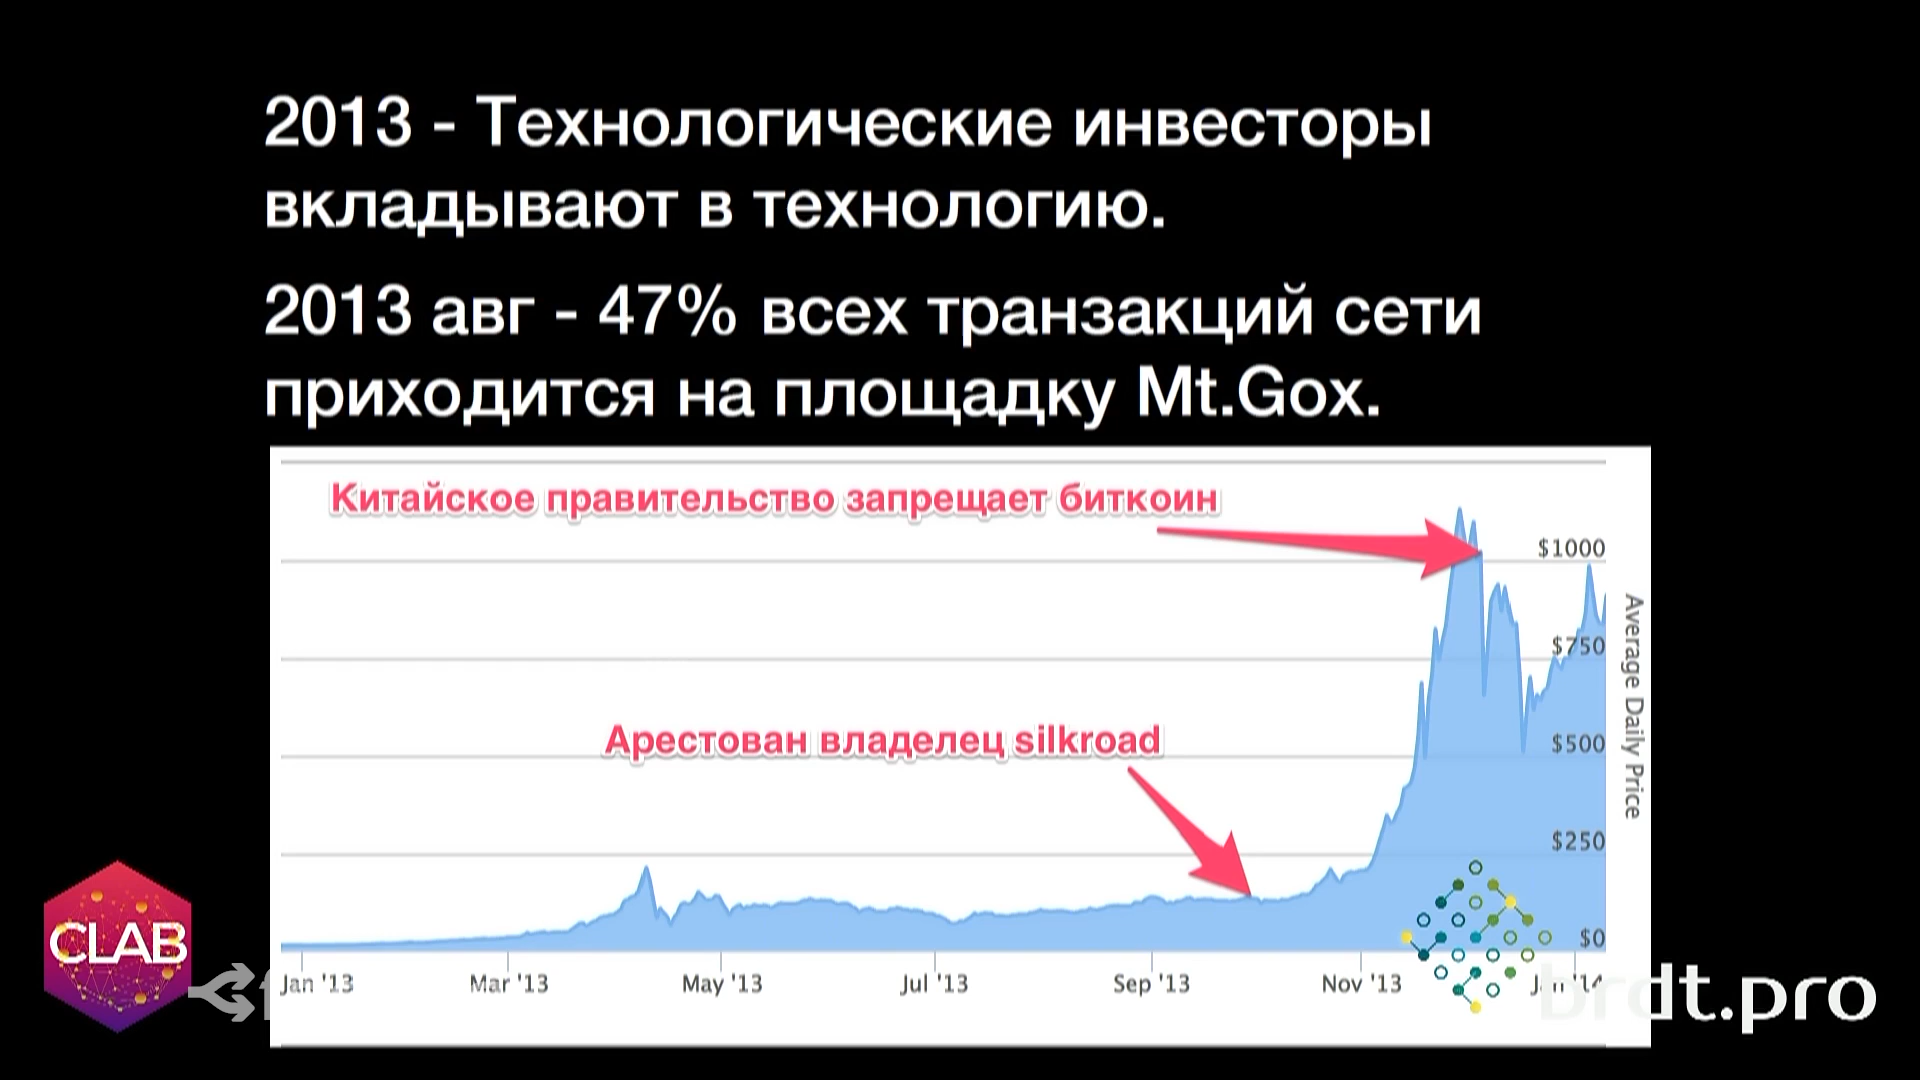 2013 - Технологические инвесторы
вкладывают в технологию.
2013 авг - 47% всех транзакций сети
приходится на площадку Mt.Gox.
Китайское правительство запрещает биткоин
Арестован владелец silkroad
$1000
$750
$500
$250
$0
Average Daily Price
Jan '13
Mar '13
May '13
Jul '13
Sep '13
Nov '13
Jan '14
CLAB
brdt.pro